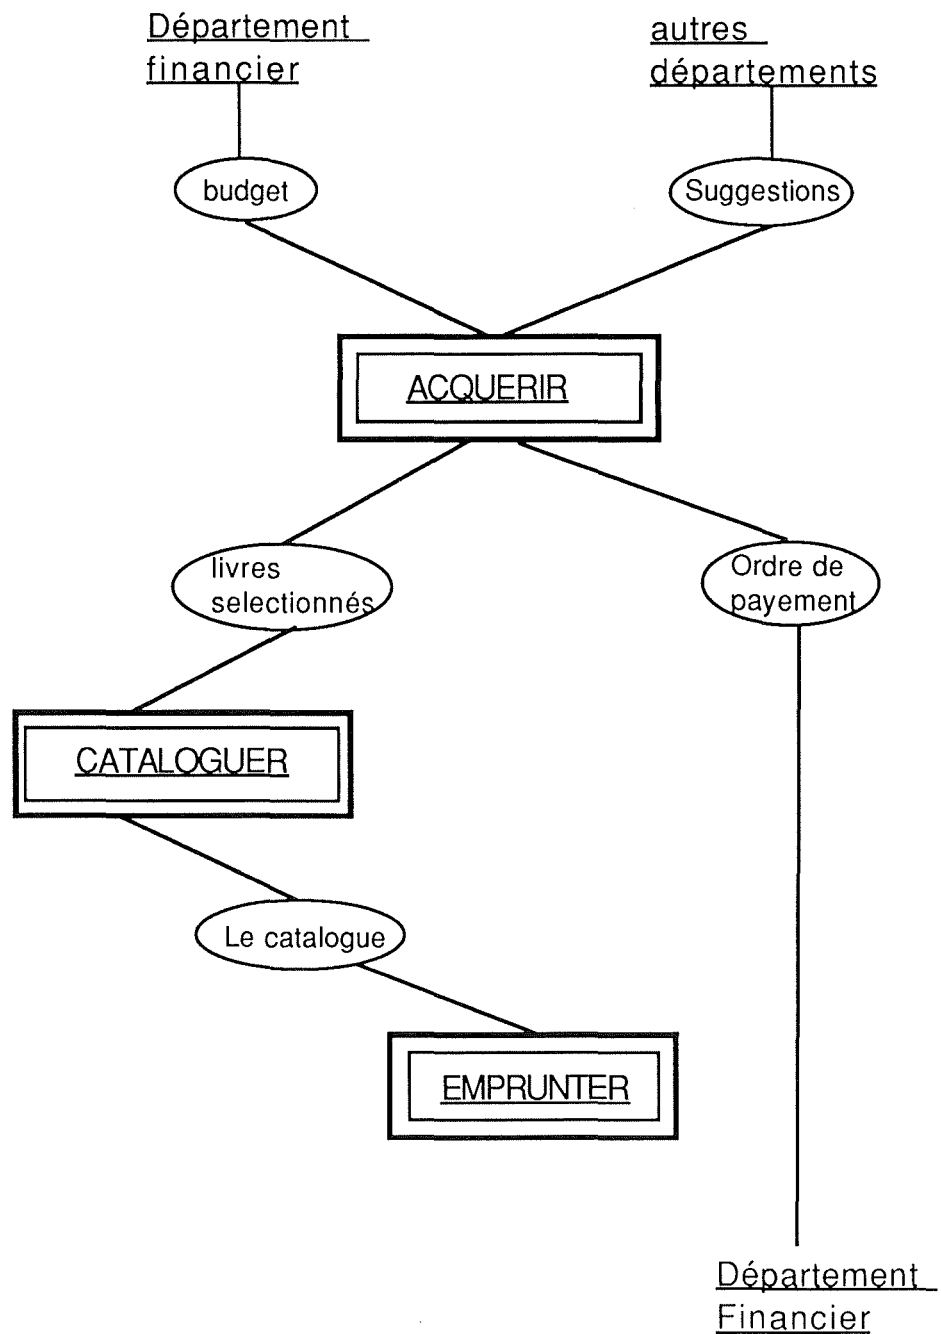 Département
financier
autres
départements
budget
Suggestions
ACQUERIR
livres
selectionnés
Ordre de
payement
CATALOGUER
Le catalogue
EMPRUNTER
Département
Financier